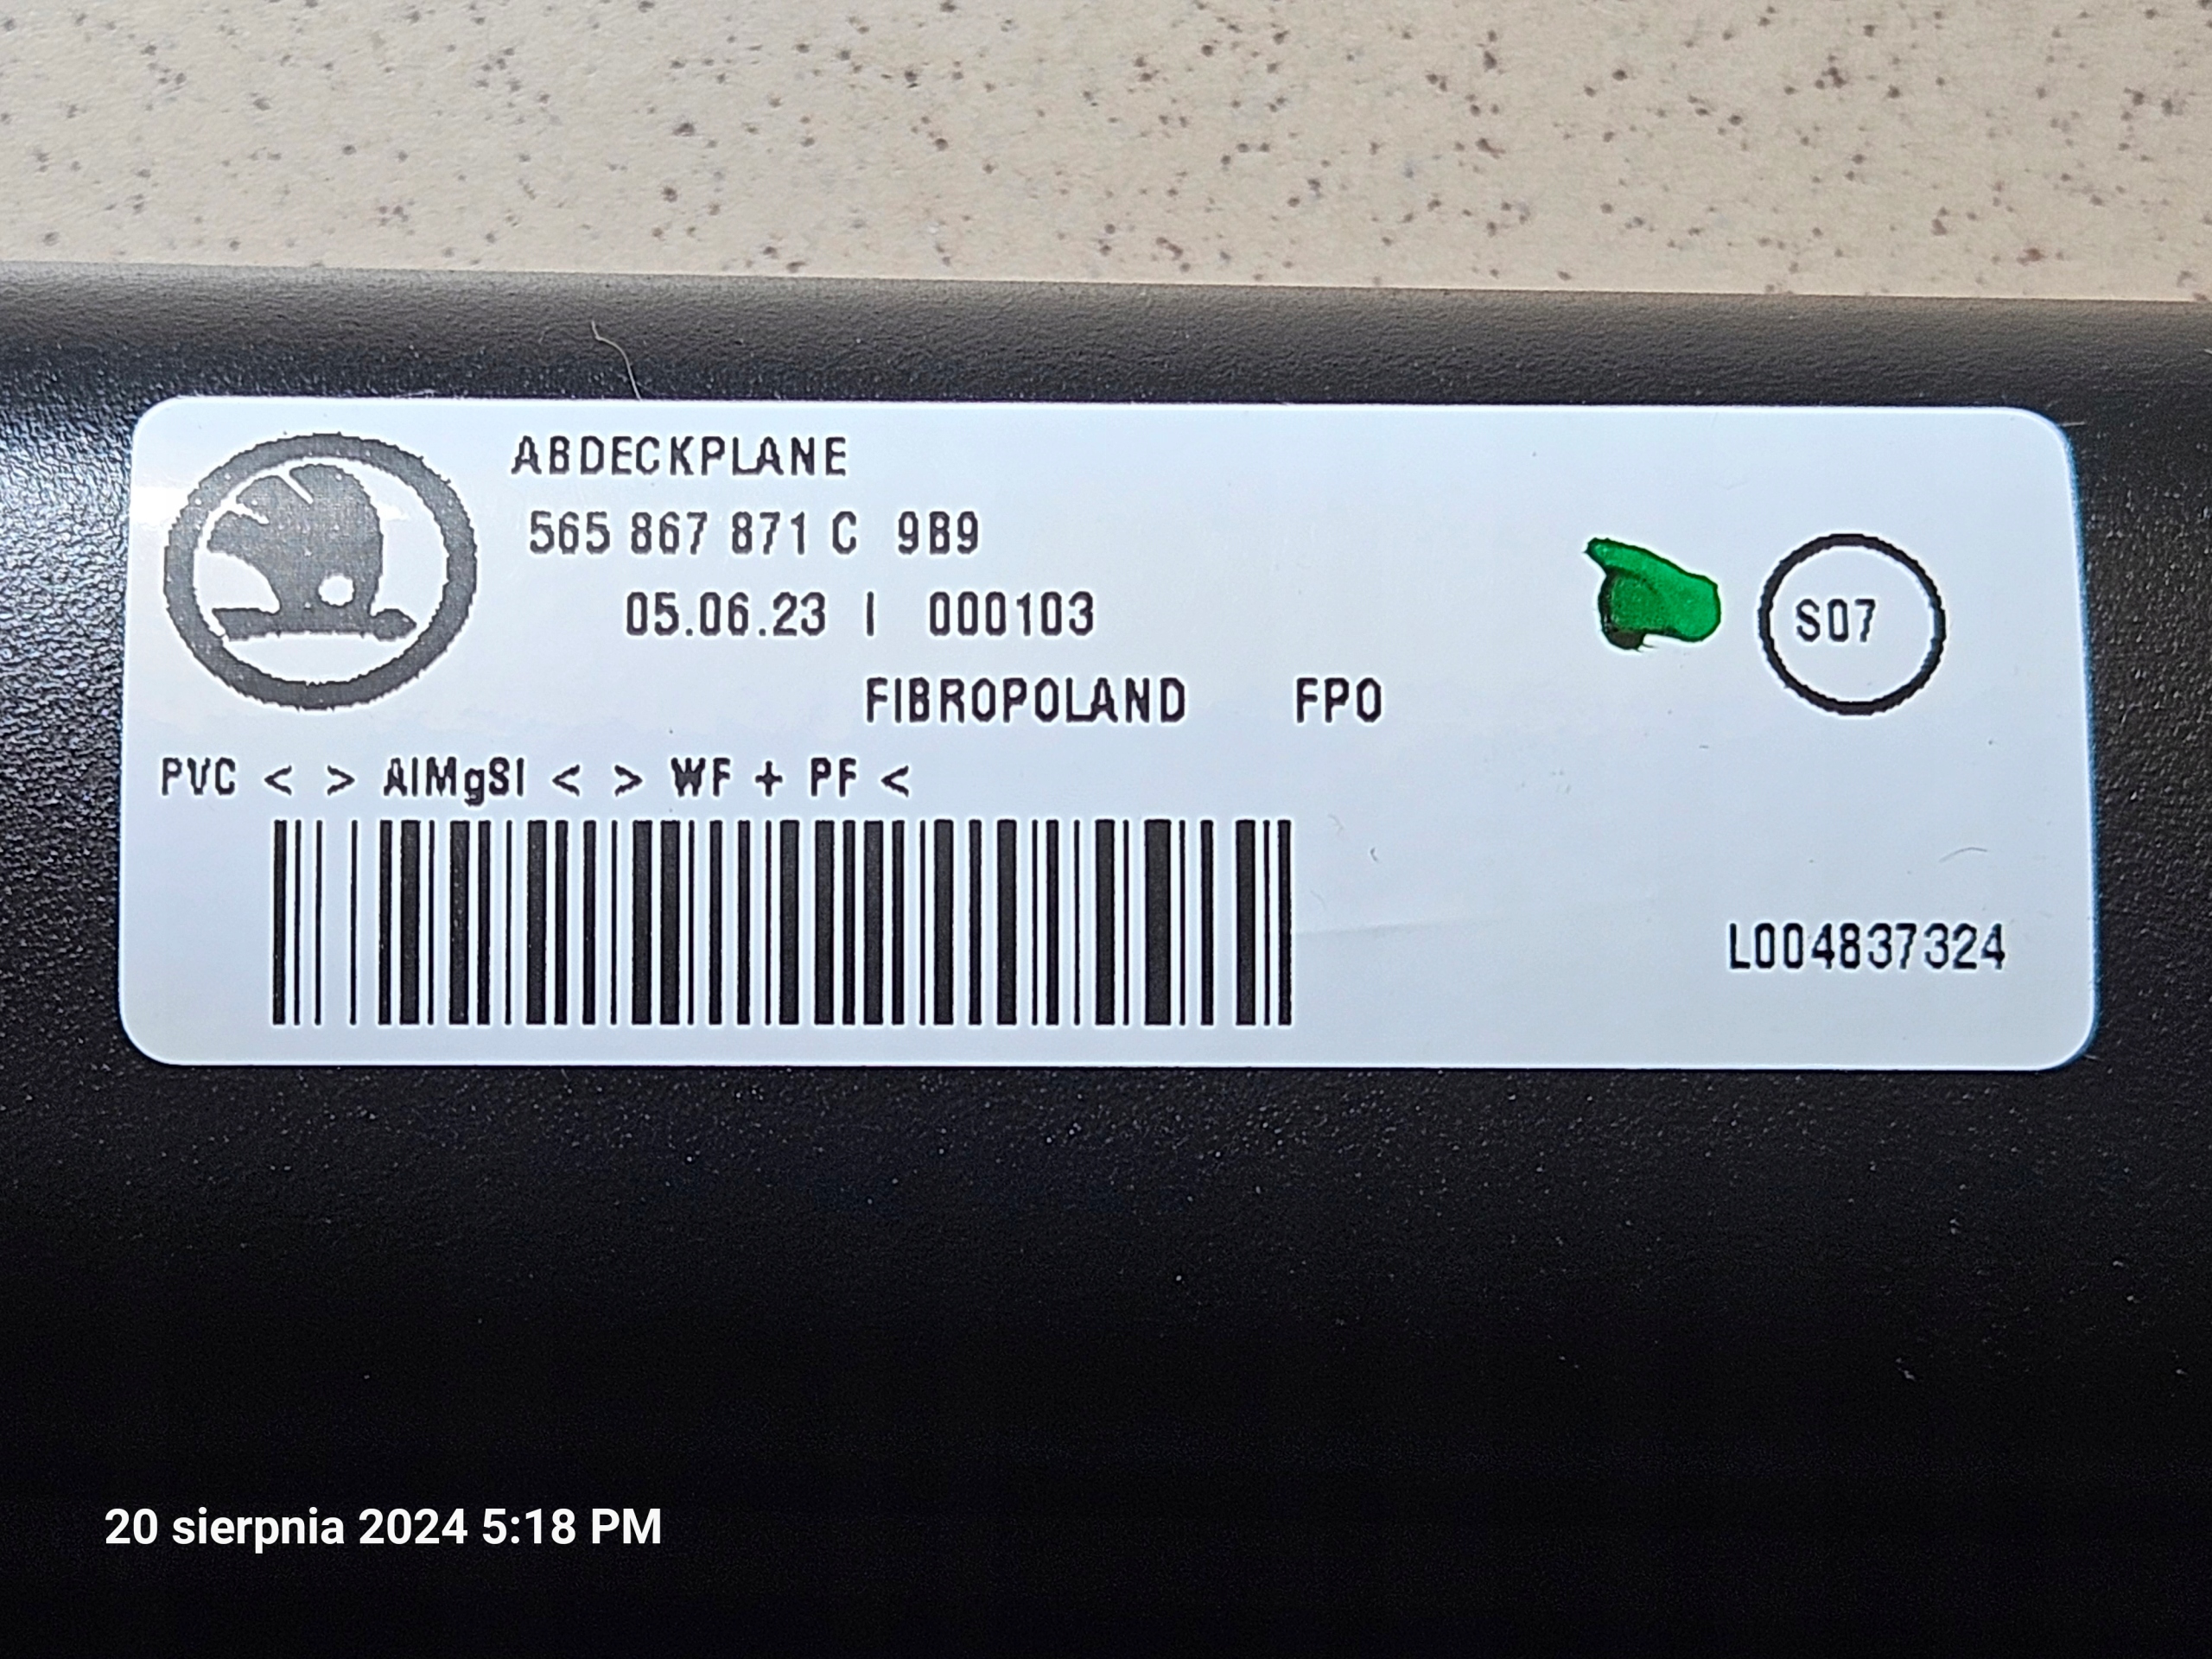 ABDECKPLANE
565 867 871 C 9B9
05.06.23 | 000103
S07
FIBROPOLAND FPO
PVC < > AlMgSI < > WF + PF <
L004837324
20 sierpnia 2024 5:18 PM